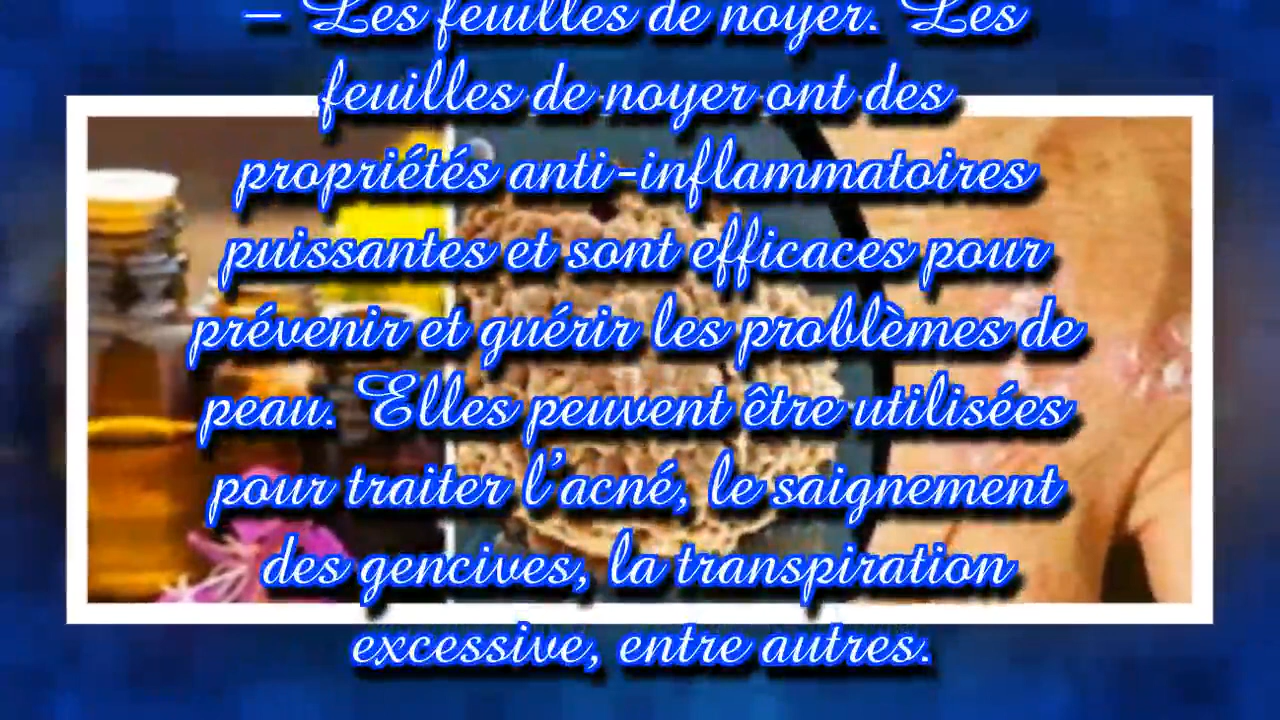 – Les feuilles de noyer. Les
feuilles de noyer ont des
propriétés anti-inflammatoires
puissantes et sont efficaces pour
prévenir et guérir les problèmes de
peau. Elles peuvent être utilisées
pour traiter l’acné, le saignement
des gencives, la transpiration
excessive, entre autres.